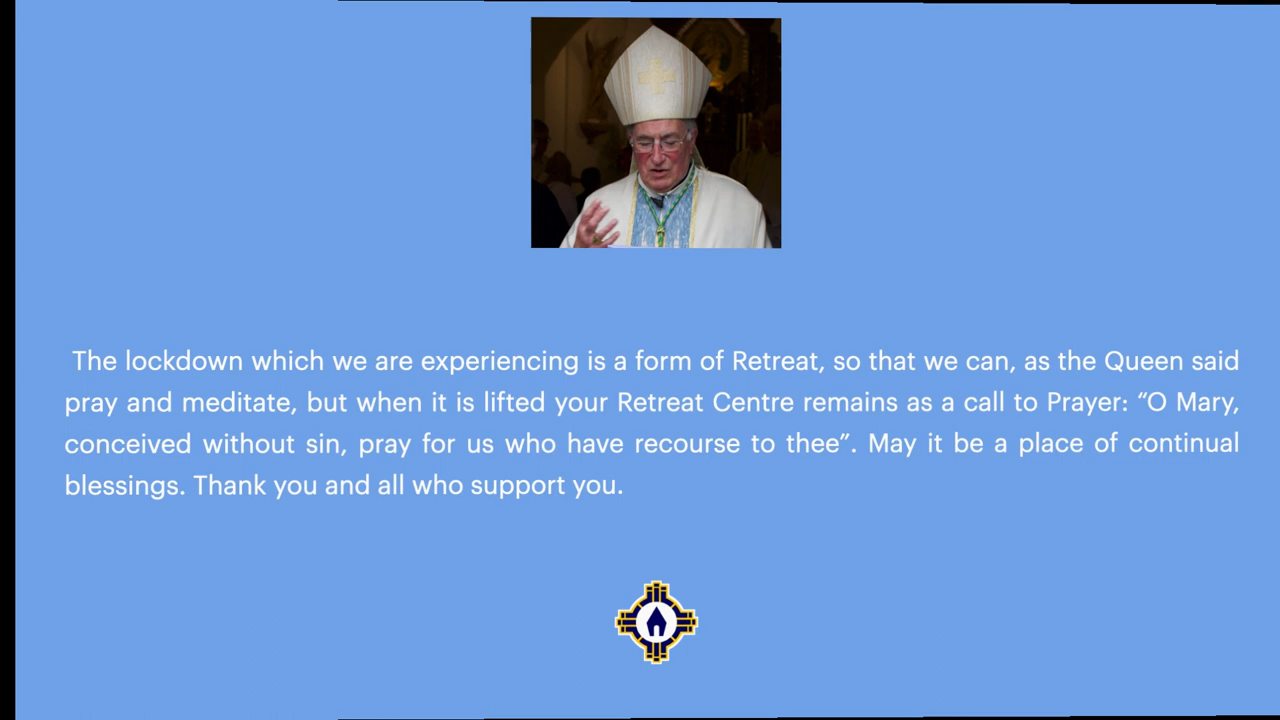 The lockdown which we are experiencing is a form of Retreat, so that we can, as the Queen said
pray and meditate, but when it is lifted your Retreat Centre remains as a call to Prayer: “O Mary,
conceived without sin, pray for us who have recourse to thee”. May it be a place of continual
blessings. Thank you and all who support you.